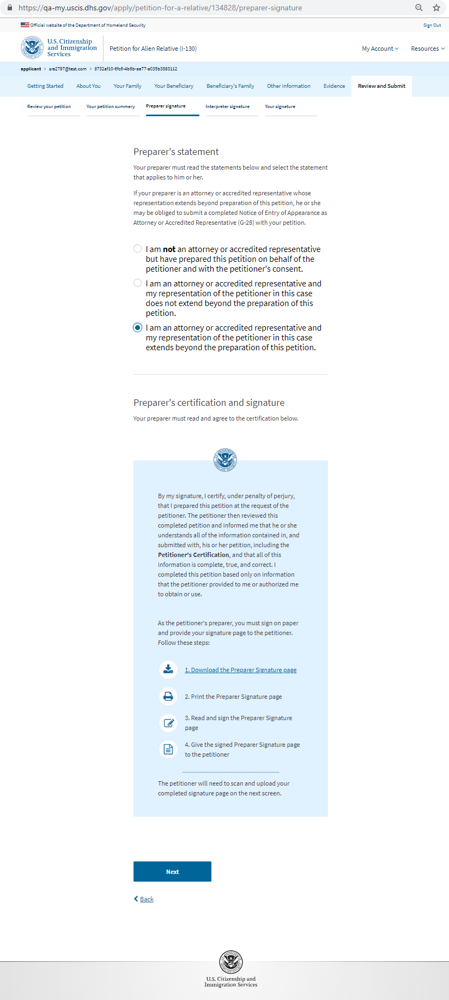 https://qa-my.uscis.dhs.gov/apply/petition-for-a-relative/134828/preparer-signature
Official website of the Department of Homeland Security
Sign Out
U.S. Citizenship
and Immigration
Services
Petition for Alien Relative (I-130)
My Account
Resources
applicant > sra2797@test.com > 9732af10-6fc6-4b6b-ae77-a035b3893112
Getting Started About You Your Family Your Beneficiary Beneficiary's Family Other Information Evidence Review and Submit
Review your petition Your petition summary Preparer signature Interpreter signature Your signature
Preparer's statement
Your preparer must read the statements below and select the statement
that applies to him or her.
If your preparer is an attorney or accredited representative whose
representation extends beyond preparation of this petition, he or she
may be obliged to submit a completed Notice of Entry of Appearance as
Attorney or Accredited Representative (G-28) with your petition.
I am not an attorney or accredited representative
but have prepared this petition on behalf of the
petitioner and with the petitioner's consent.
I am an attorney or accredited representative and
my representation of the petitioner in this case
does not extend beyond the preparation of this
petition.
I am an attorney or accredited representative and
my representation of the petitioner in this case
extends beyond the preparation of this petition.
Preparer's certification and signature
Your preparer must read and agree to the certification below.
By my signature, I certify, under penalty of perjury,
that I prepared this petition at the request of the
petitioner. The petitioner then reviewed this
completed petition and informed me that he or she
understands all of the information contained in, and
submitted with, his or her petition, including the
Petitioner's Certification, and that all of this
information is complete, true, and correct. I
completed this petition based only on information
that the petitioner provided to me or authorized me
to obtain or use.
As the petitioner's preparer, you must sign on paper
and provide your signature page to the petitioner.
Follow these steps:
1. Download the Preparer Signature page
2. Print the Preparer Signature page
3. Read and sign the Preparer Signature
page
4. Give the signed Preparer Signature page
to the petitioner
The petitioner will need to scan and upload your
completed signature page on the next screen.
Next
Back
U.S. Citizenship and
Immigration Services